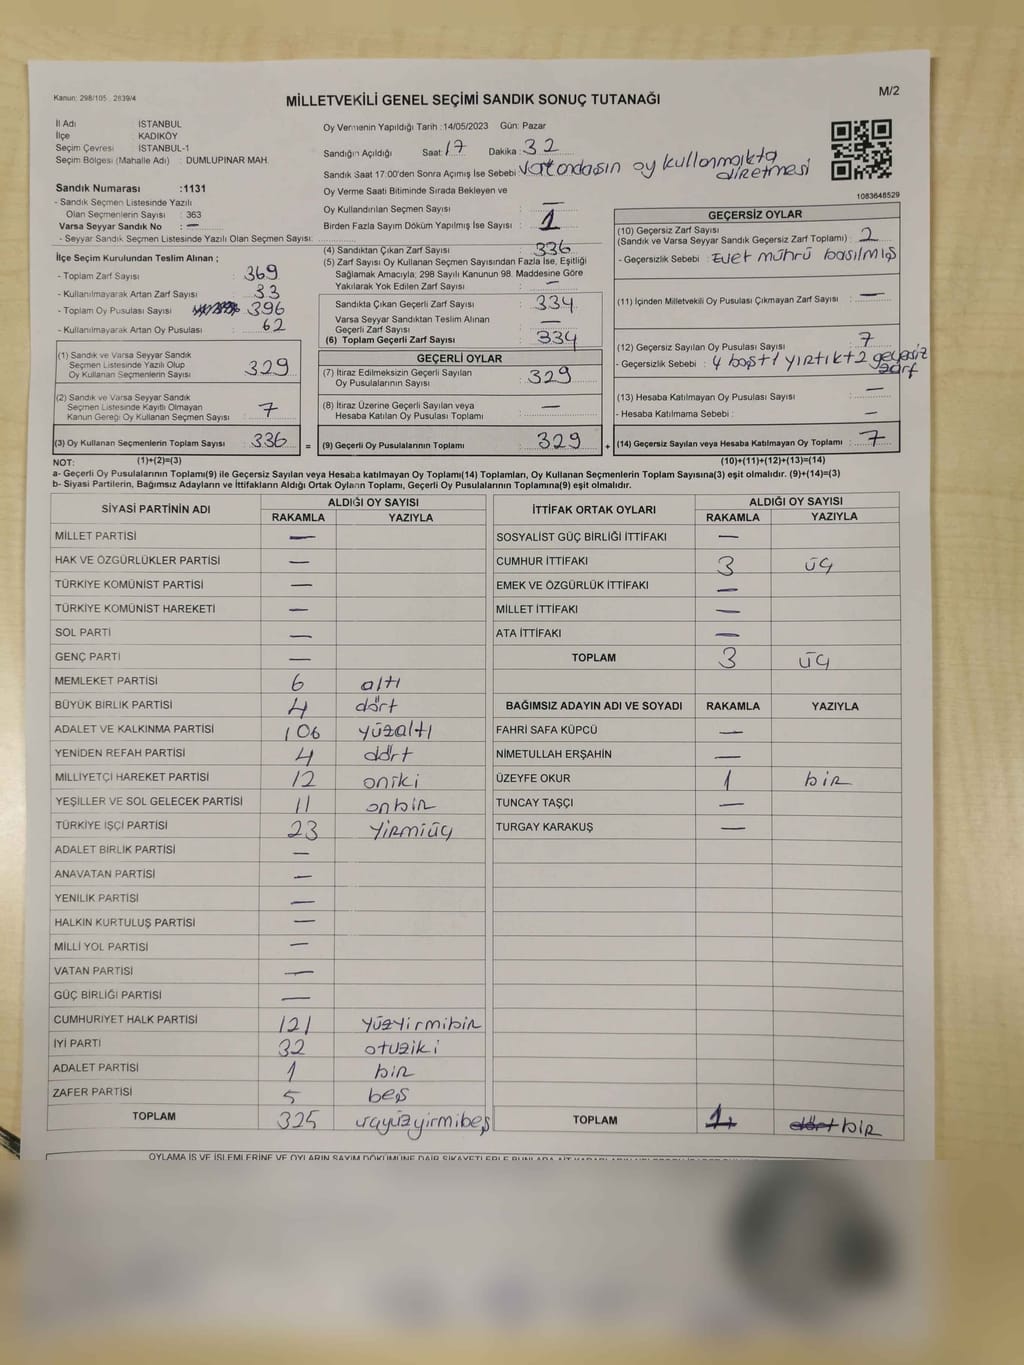 Kanun: 298/105 2839/4
MİLLETVEKİLİ GENEL SEÇİMİ SANDIK SONUÇ TUTANAĞI
M/2
İl Adı : İSTANBUL
İlçe : KADIKÖY
Seçim Çevresi : İSTANBUL-1
Seçim Bölgesi (Mahalle Adı) : DUMLUPINAR MAH.
Sandık Numarası :1131
- Sandık Seçmen Listesinde Yazılı
Olan Seçmenlerin Sayısı : 363
Varsa Seyyar Sandık No : —
- Seyyar Sandık Seçmen Listesinde Yazılı Olan Seçmen Sayısı:
İlçe Seçim Kurulundan Teslim Alınan ;
- Toplam Zarf Sayısı : 369
- Kullanılmayarak Artan Zarf Sayısı : 33
- Toplam Oy Pusulası Sayısı : 396
- Kullanılmayarak Artan Oy Pusulası : 62
(1) Sandık ve Varsa Seyyar Sandık
Seçmen Listesinde Yazılı Olup
Oy Kullanan Seçmenlerin Sayısı : 329
(2) Sandık ve Varsa Seyyar Sandık
Seçmen Listesinde Kayıtlı Olmayan
Kanun Gereği Oy Kullanan Seçmen Sayısı : 7
(3) Oy Kullanan Seçmenlerin Toplam Sayısı : 336 =
Oy Vermenin Yapıldığı Tarih :14/05/2023 Gün: Pazar
Sandığın Açıldığı Saat: 17 Dakika : 32
Sandık Saat 17:00'den Sonra Açımış İse Sebebi : Vatandaşın oy kullanmakta
diretmesi
Oy Verme Saati Bitiminde Sırada Bekleyen ve
Oy Kullandırılan Seçmen Sayısı : —
Birden Fazla Sayım Döküm Yapılmış İse Sayısı : 1
(4) Sandıktan Çıkan Zarf Sayısı : 336
(5) Zarf Sayısı Oy Kullanan Seçmen Sayısından Fazla İse, Eşitliği
Sağlamak Amacıyla; 298 Sayılı Kanunun 98. Maddesine Göre
Yakılarak Yok Edilen Zarf Sayısı : —
Sandıkta Çıkan Geçerli Zarf Sayısı : 334
Varsa Seyyar Sandıktan Teslim Alınan
Geçerli Zarf Sayısı : —
(6) Toplam Geçerli Zarf Sayısı : 334
GEÇERLİ OYLAR
(7) İtiraz Edilmeksizin Geçerli Sayılan
Oy Pusulalarının Sayısı : 329
(8) İtiraz Üzerine Geçerli Sayılan veya
Hesaba Katılan Oy Pusulası Toplamı : —
(9) Geçerli Oy Pusulalarının Toplamı : 329 +
1083648529
GEÇERSİZ OYLAR
(10) Geçersiz Zarf Sayısı
(Sandık ve Varsa Seyyar Sandık Geçersiz Zarf Toplamı) : 2
- Geçersizlik Sebebi : Evet mührü basılmış
(11) İçinden Milletvekili Oy Pusulası Çıkmayan Zarf Sayısı : —
(12) Geçersiz Sayılan Oy Pusulası Sayısı : 7
- Geçersizlik Sebebi : 4 boş+1 yırtık+2 geçersiz
zarf
(13) Hesaba Katılmayan Oy Pusulası Sayısı : —
- Hesaba Katılmama Sebebi : —
(14) Geçersiz Sayılan veya Hesaba Katılmayan Oy Toplamı : 7
NOT: (1)+(2)=(3) (10)+(11)+(12)+(13)=(14)
a- Geçerli Oy Pusulalarının Toplamı(9) ile Geçersiz Sayılan veya Hesaba katılmayan Oy Toplamı(14) Toplamları, Oy Kullanan Seçmenlerin Toplam Sayısına(3) eşit olmalıdır. (9)+(14)=(3)
b- Siyasi Partilerin, Bağımsız Adayların ve İttifakların Aldığı Ortak Oyların Toplamı, Geçerli Oy Pusulalarının Toplamına(9) eşit olmalıdır.
SİYASİ PARTİNİN ADI ALDIĞI OY SAYISI
RAKAMLA YAZIYLA
MİLLET PARTİSİ —
HAK VE ÖZGÜRLÜKLER PARTİSİ —
TÜRKİYE KOMÜNİST PARTİSİ —
TÜRKİYE KOMÜNİST HAREKETİ —
SOL PARTİ —
GENÇ PARTİ —
MEMLEKET PARTİSİ 6 altı
BÜYÜK BİRLİK PARTİSİ 4 dört
ADALET VE KALKINMA PARTİSİ 106 yüzaltı
YENİDEN REFAH PARTİSİ 4 dört
MİLLİYETÇİ HAREKET PARTİSİ 12 oniki
YEŞİLLER VE SOL GELECEK PARTİSİ 11 onbir
TÜRKİYE İŞÇİ PARTİSİ 23 yirmiüç
ADALET BİRLİK PARTİSİ —
ANAVATAN PARTİSİ —
YENİLİK PARTİSİ —
HALKIN KURTULUŞ PARTİSİ —
MİLLİ YOL PARTİSİ —
VATAN PARTİSİ —
GÜÇ BİRLİĞİ PARTİSİ —
CUMHURİYET HALK PARTİSİ 121 yüzyirmibir
İYİ PARTİ 32 otuziki
ADALET PARTİSİ 1 bir
ZAFER PARTİSİ 5 beş
TOPLAM 325 üçyüzyirmibeş
İTTİFAK ORTAK OYLARI ALDIĞI OY SAYISI
RAKAMLA YAZIYLA
SOSYALİST GÜÇ BİRLİĞİ İTTİFAKI —
CUMHUR İTTİFAKI 3 üç
EMEK VE ÖZGÜRLÜK İTTİFAKI —
MİLLET İTTİFAKI —
ATA İTTİFAKI —
TOPLAM 3 üç
BAĞIMSIZ ADAYIN ADI VE SOYADI RAKAMLA YAZIYLA
FAHRİ SAFA KÜPCÜ —
NİMETULLAH ERŞAHİN —
ÜZEYFE OKUR 1 bir
TUNCAY TAŞÇI —
TURGAY KARAKUŞ —
TOPLAM 1 dört bir